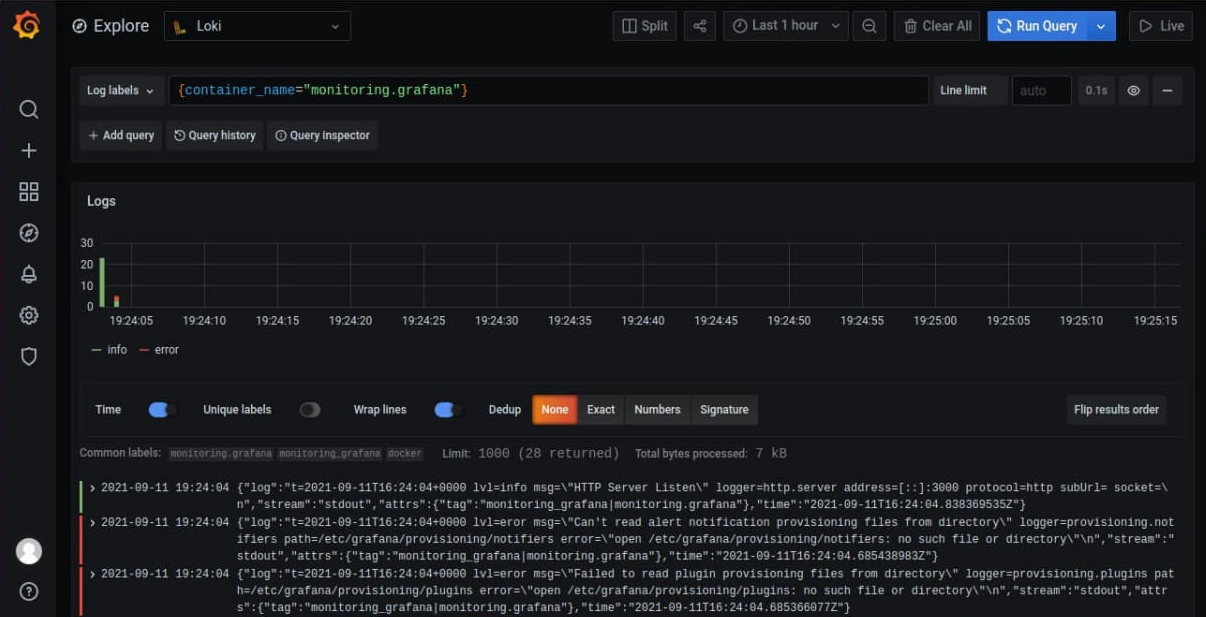 Explore Loki Split Last 1 hour Clear All Run Query Live
Log labels {container_name="monitoring.grafana"} Line limit auto 0.1s
+ Add query Query history Query inspector
Logs
30
20
10
0
19:24:05 19:24:10 19:24:15 19:24:20 19:24:25 19:24:30 19:24:35 19:24:40 19:24:45 19:24:50 19:24:55 19:25:00 19:25:05 19:25:10 19:25:15
info error
Time Unique labels Wrap lines Dedup None Exact Numbers Signature Flip results order
Common labels: monitoring.grafana monitoring_grafana docker Limit: 1000 (28 returned) Total bytes processed: 7 kB
> 2021-09-11 19:24:04 {"log":"t=2021-09-11T16:24:04+0000 lvl=info msg=\"HTTP Server Listen\" logger=http.server address=[::]:3000 protocol=http subUrl= socket=\
n","stream":"stdout","attrs":{"tag":"monitoring_grafana|monitoring.grafana"},"time":"2021-09-11T16:24:04.838369535Z"}
> 2021-09-11 19:24:04 {"log":"t=2021-09-11T16:24:04+0000 lvl=eror msg=\"Can't read alert notification provisioning files from directory\" logger=provisioning.not
ifiers path=/etc/grafana/provisioning/notifiers error=\"open /etc/grafana/provisioning/notifiers: no such file or directory\"\n","stream":"
stdout","attrs":{"tag":"monitoring_grafana|monitoring.grafana"},"time":"2021-09-11T16:24:04.685438983Z"}
> 2021-09-11 19:24:04 {"log":"t=2021-09-11T16:24:04+0000 lvl=eror msg=\"Failed to read plugin provisioning files from directory\" logger=provisioning.plugins pat
h=/etc/grafana/provisioning/plugins error=\"open /etc/grafana/provisioning/plugins: no such file or directory\"\n","stream":"stdout","attr
s":{"tag":"monitoring_grafana|monitoring.grafana"},"time":"2021-09-11T16:24:04.685366077Z"}